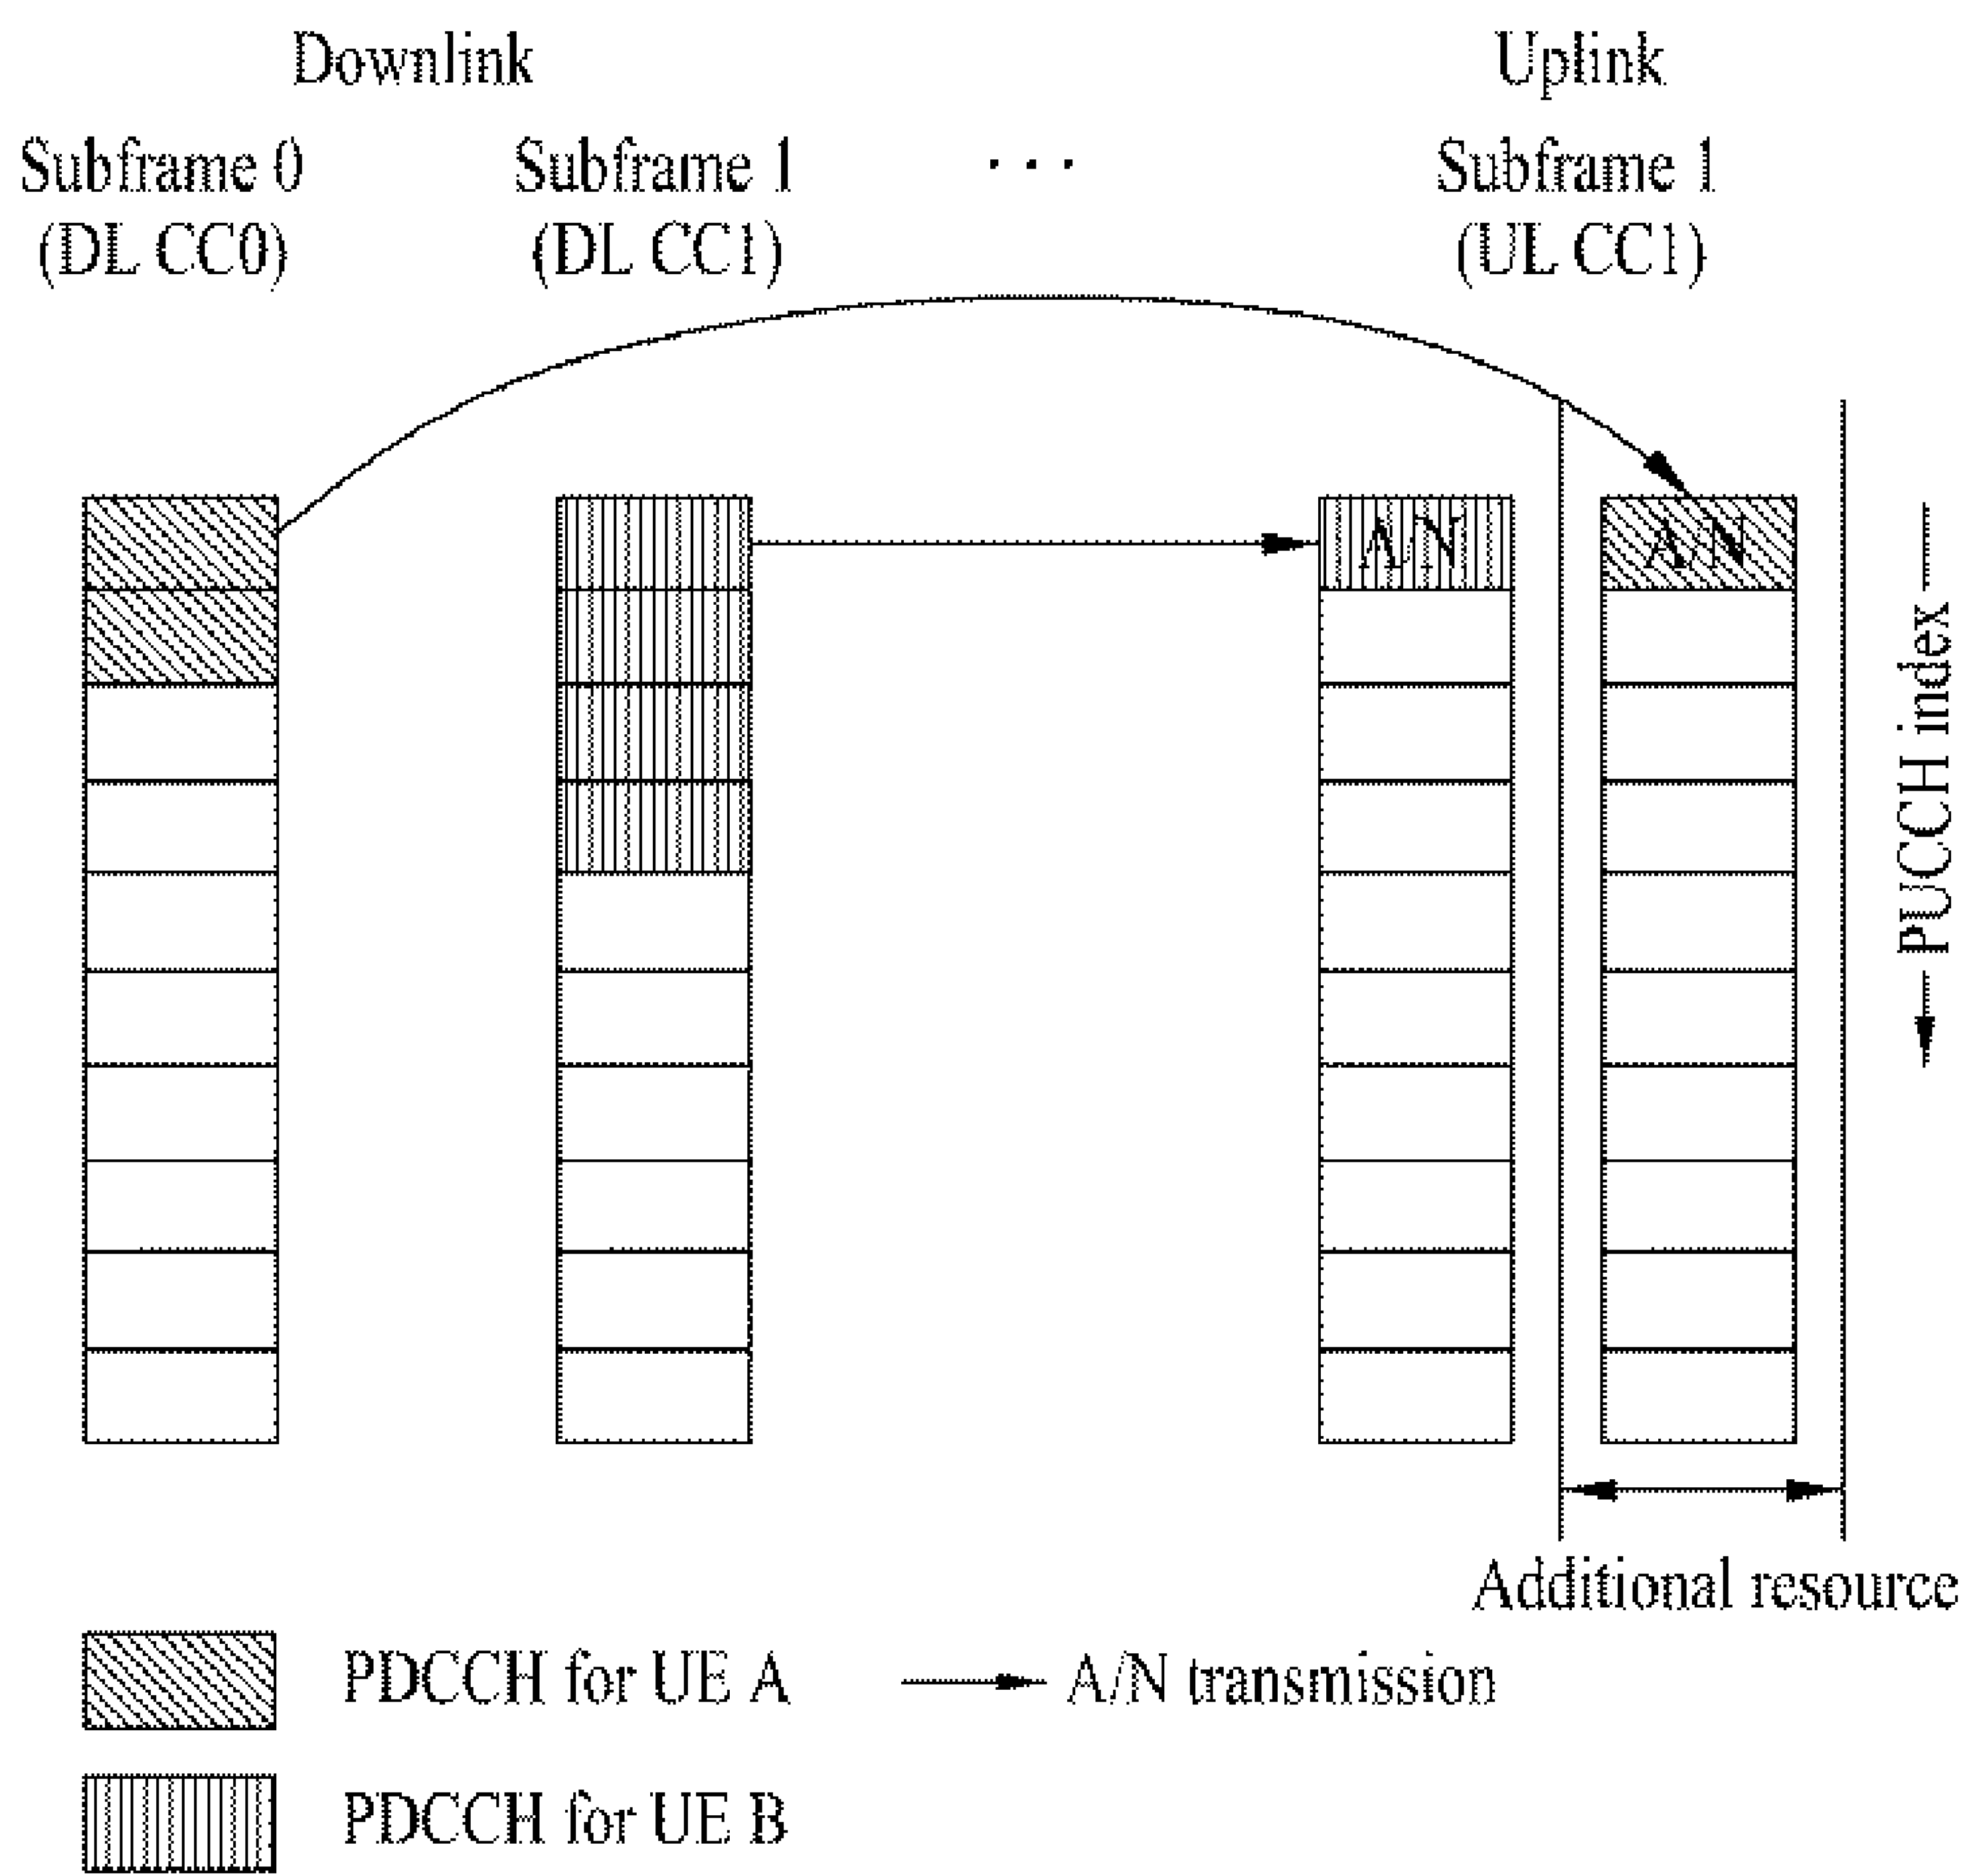 Downlink
Uplink
Subframe 0
(DL CC0)
Subframe 1
(DL CC1)
· · ·
Subframe 1
(UL CC1)
A/N
A/N
PUCCH index
Additional resource
PDCCH for UE A
A/N transmission
PDCCH for UE B